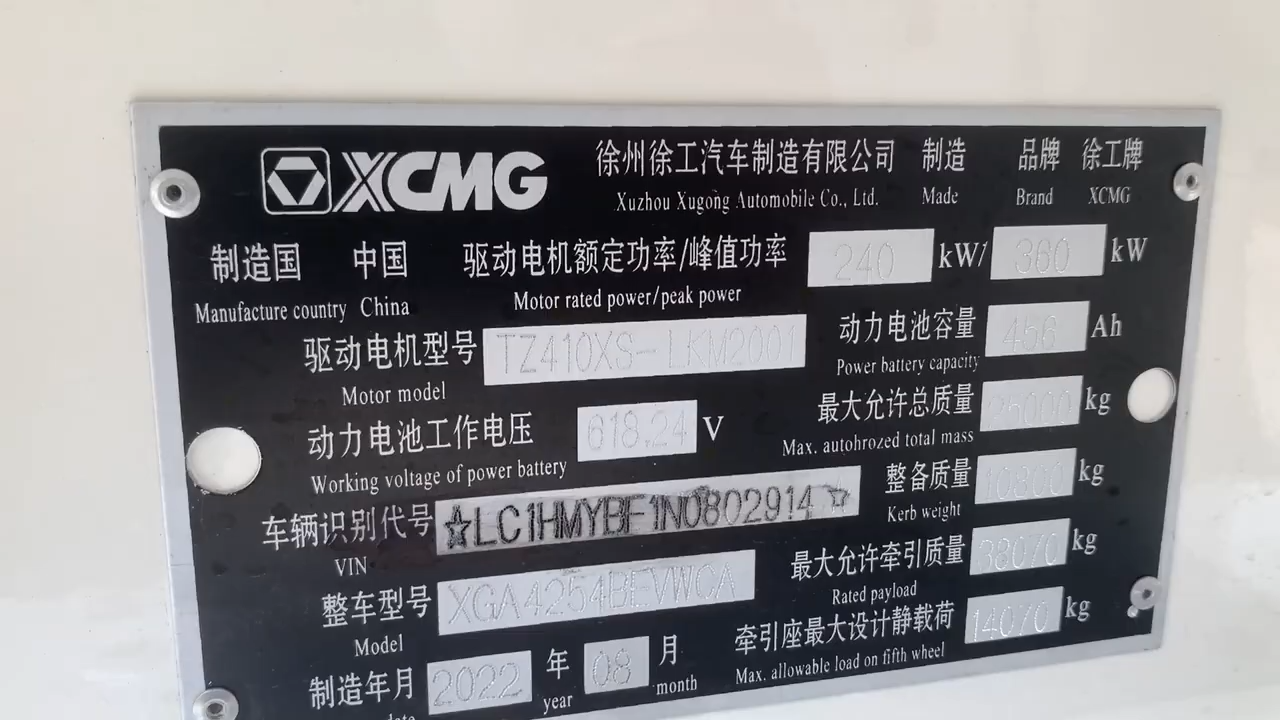 XCMG 徐州徐工汽车制造有限公司 制造 品牌 徐工牌
Xuzhou Xugong Automobile Co., Ltd. Made Brand XCMG
制造国 中国 驱动电机额定功率/峰值功率 240 kW/ 360 kW
Manufacture country China Motor rated power/peak power
驱动电机型号 TZ410XS-LKM2001 动力电池容量 456 Ah
Motor model Power battery capacity
动力电池工作电压 618.24 V 最大允许总质量 25000 kg
Working voltage of power battery Max. authrozed total mass
车辆识别代号 ☆LC1HMYBF1N0802914☆ 整备质量 10800 kg
VIN Kerb weight
整车型号 XGA4254BEVWCA 最大允许牵引质量 38070 kg
Model Rated payload
制造年月 2022 年 08 月 牵引座最大设计静载荷 14070 kg
date year month Max. allowable load on fifth wheel